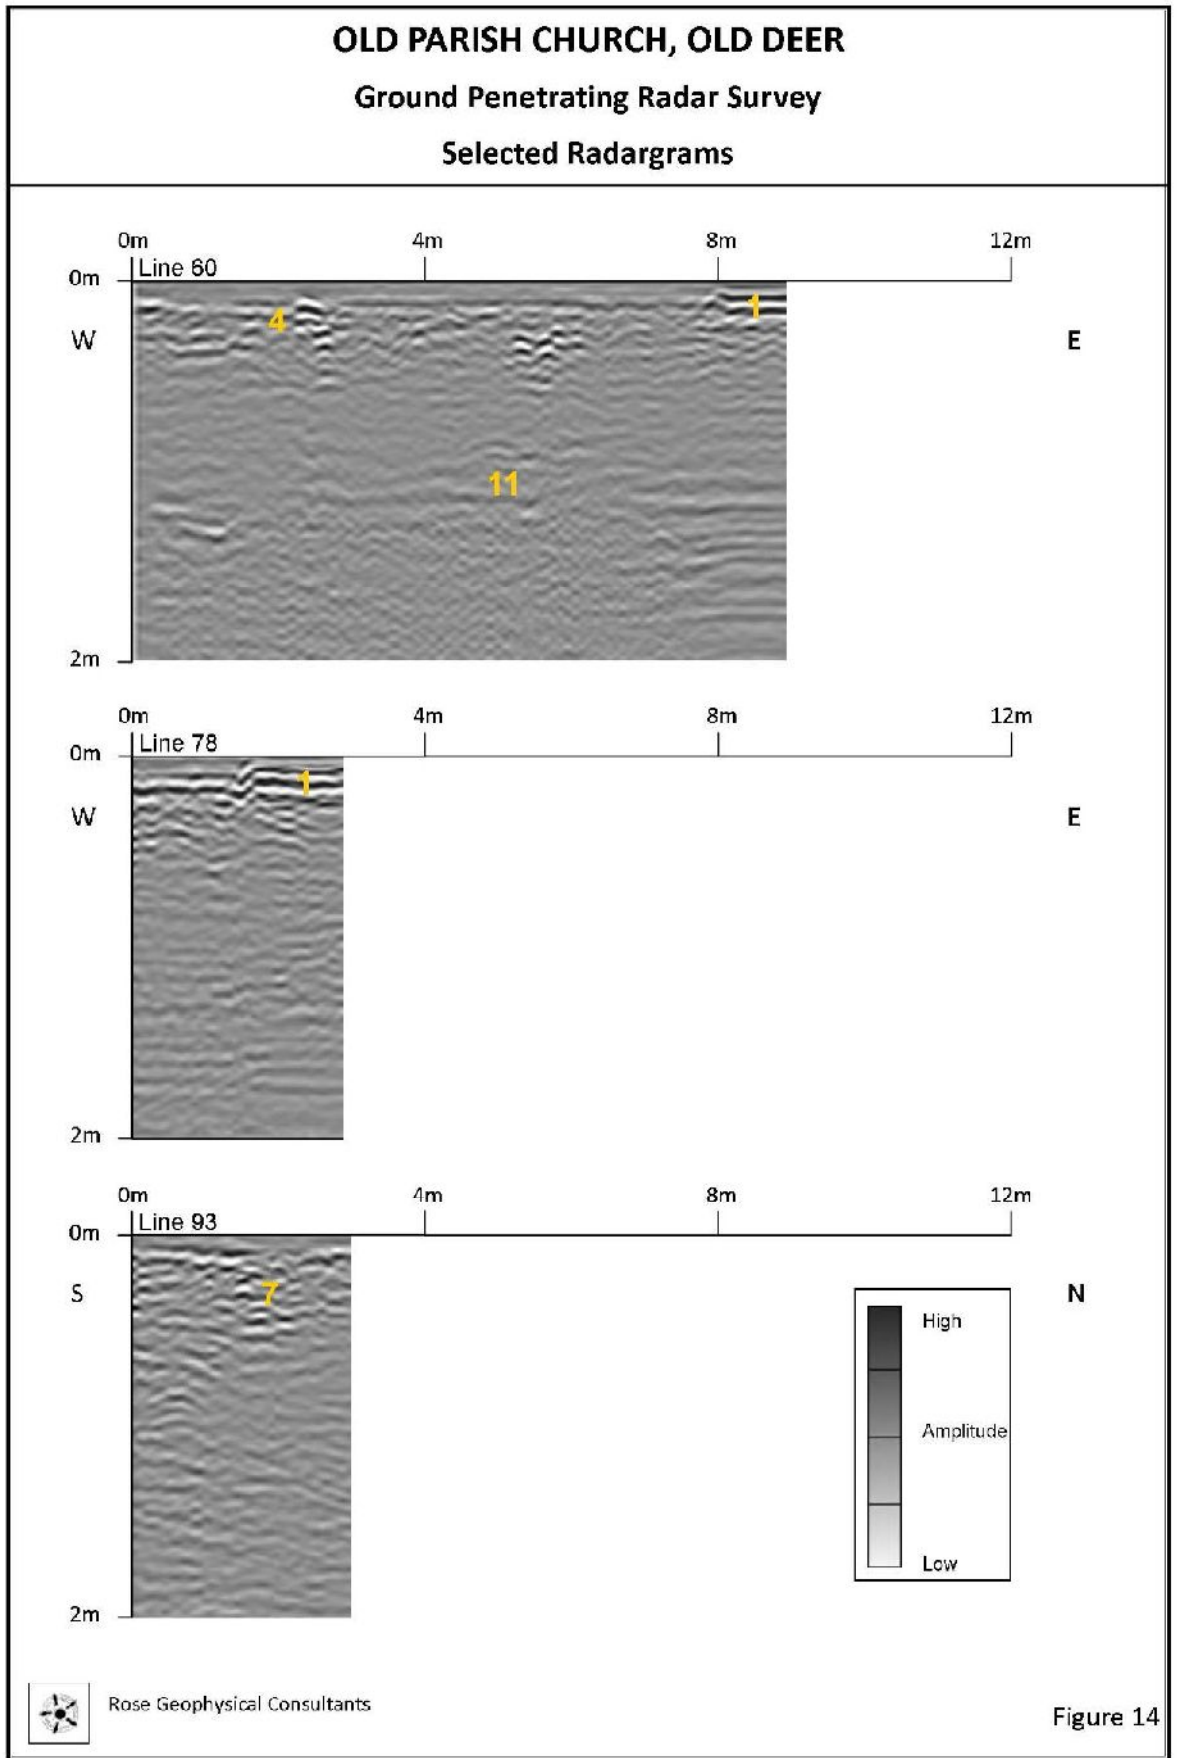 OLD PARISH CHURCH, OLD DEER
Ground Penetrating Radar Survey
Selected Radargrams
0m 4m 8m 12m
0m Line 60
4 1
W E
11
2m
0m 4m 8m 12m
0m Line 78
1
W E
2m
0m 4m 8m 12m
0m Line 93
S 7 N
High
Amplitude
Low
2m
Rose Geophysical Consultants
Figure 14